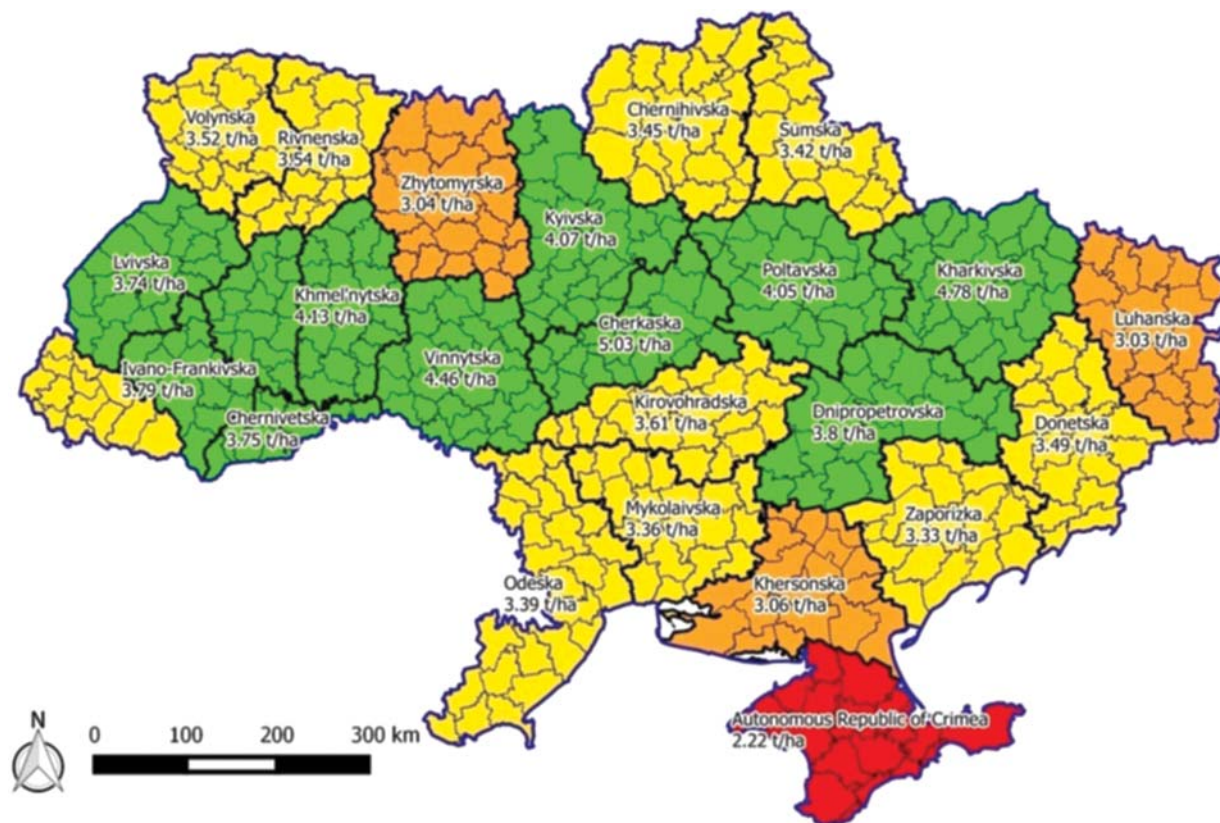 Chernihivska
3.45 t/ha
Volynska
3.52 t/ha
Sumska
3.42 t/ha
Rivnenska
3.54 t/ha
Zhytomyrska
3.04 t/ha
Kyivska
4.07 t/ha
Lvivska
3.74 t/ha
Poltavska
4.05 t/ha
Kharkivska
4.78 t/ha
Khmel'nytska
4.13 t/ha
Luhanska
3.03 t/ha
Cherkaska
5.03 t/ha
Vinnytska
4.46 t/ha
Ivano-Frankivska
3.79 t/ha
Kirovohradska
3.61 t/ha
Chernivetska
3.75 t/ha
Dnipropetrovska
3.8 t/ha
Donetska
3.49 t/ha
Mykolaivska
3.36 t/ha
Zaporizka
3.33 t/ha
Odeska
3.39 t/ha
Khersonska
3.06 t/ha
Autonomous Republic of Crimea
2.22 t/ha
N
0 100 200 300 km